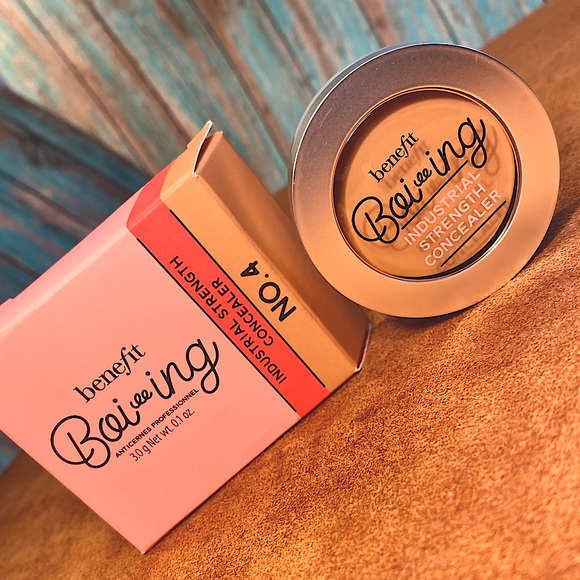 benefit
Boi-ing
ANTICERNES PROFESSIONNEL
3.0 g Net wt. 0.1 oz.
INDUSTRIAL STRENGTH
CONCEALER
NO.4
benefit
Boi-ing
INDUSTRIAL
STRENGTH
CONCEALER